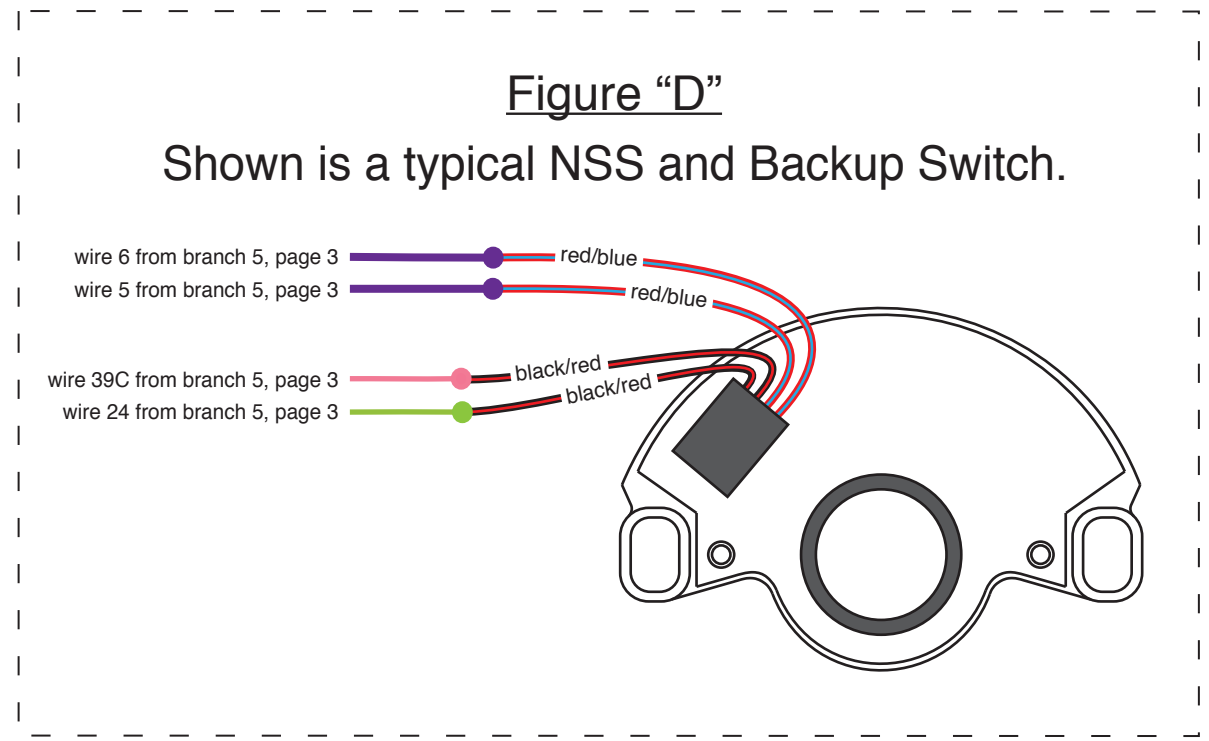 Figure “D”
Shown is a typical NSS and Backup Switch.
wire 6 from branch 5, page 3
red/blue
wire 5 from branch 5, page 3
red/blue
wire 39C from branch 5, page 3
black/red
wire 24 from branch 5, page 3
black/red